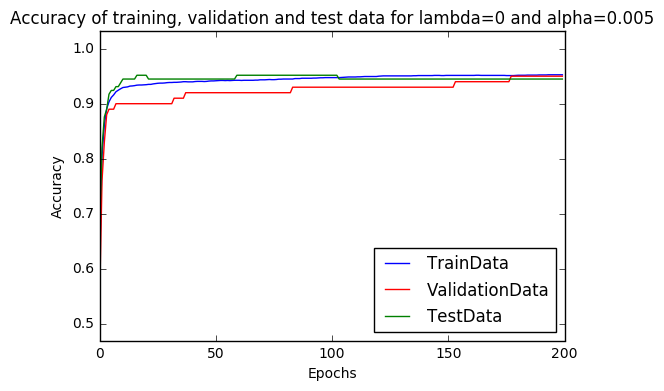 Accuracy of training, validation and test data for lambda=0 and alpha=0.005
1.0
0.9
0.8
0.7
0.6
0.5
Accuracy
0
50
100
150
200
Epochs
TrainData
ValidationData
TestData